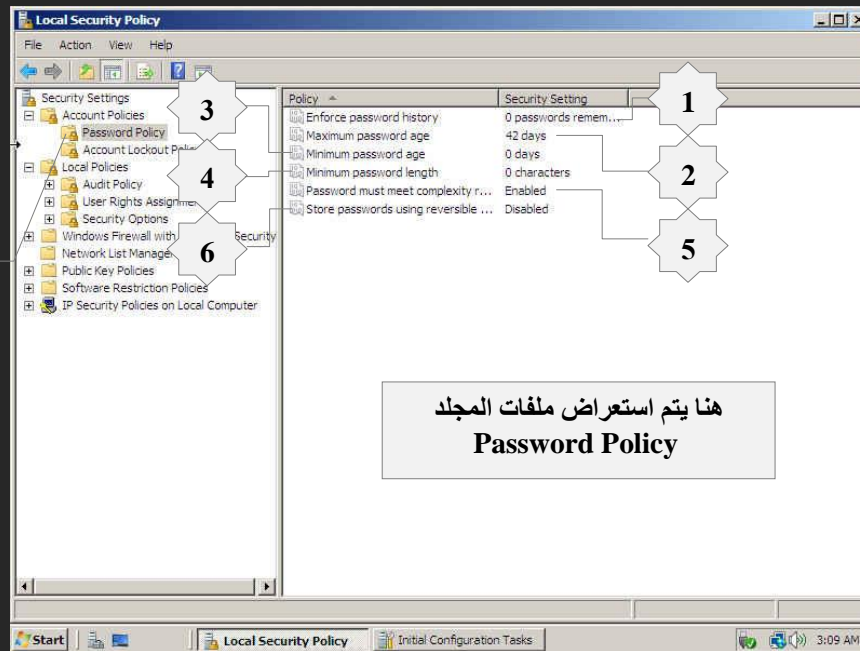 Local Security Policy
File Action View Help
Security Settings
Account Policies
Password Policy
Account Lockout
Local Policies
Audit Policy
User Rights
Security Options
Windows Firewall with Security
Network List
Public Key Policies
Software Restriction Policies
IP Security Policies on Local Computer
Policy Security Setting
Enforce password history 0 passwords remem...
Maximum password age 42 days
Minimum password age 0 days
Minimum password length 0 characters
Password must meet complexity r... Enabled
Store passwords using reversible ... Disabled
3
4
6
1
2
5
هنا يتم استعراض ملفات المجلد
Password Policy
Start Local Security Policy Initial Configuration Tasks 3:09 AM